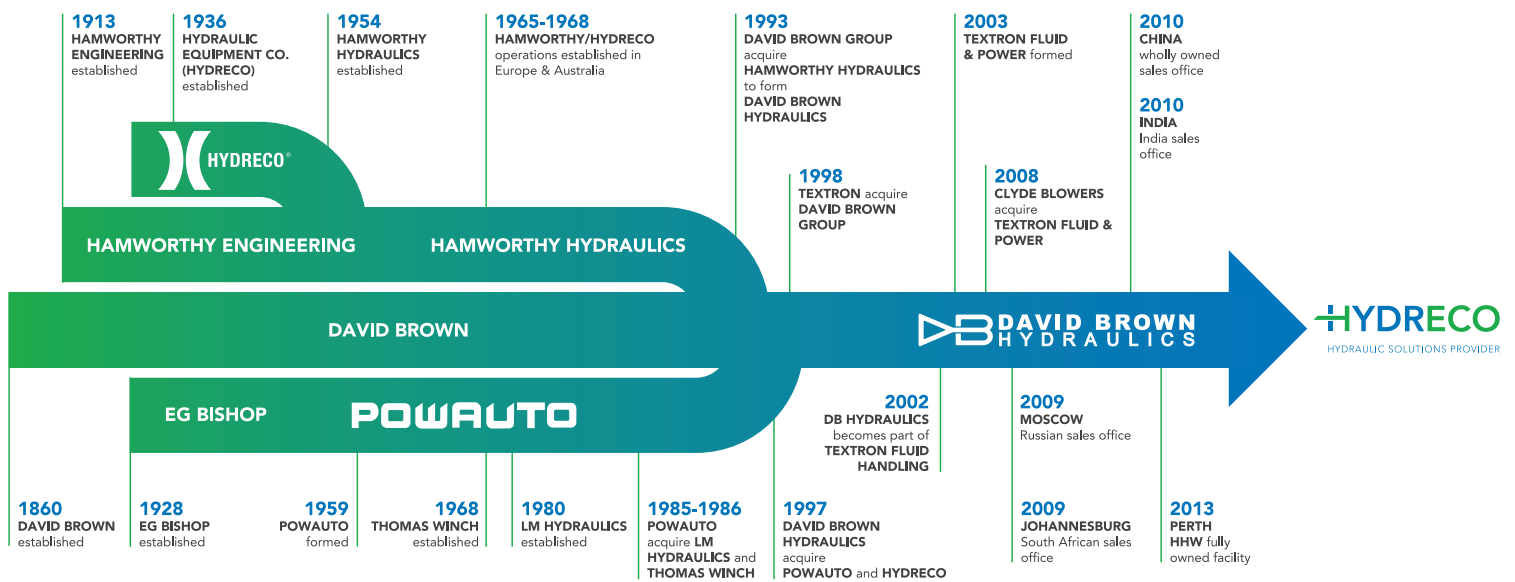 1913
HAMWORTHY
ENGINEERING
established
1936
HYDRAULIC
EQUIPMENT CO.
(HYDRECO)
established
1954
HAMWORTHY
HYDRAULICS
established
1965-1968
HAMWORTHY/HYDRECO
operations established in
Europe & Australia
1993
DAVID BROWN GROUP
acquire
HAMWORTHY HYDRAULICS
to form
DAVID BROWN
HYDRAULICS
2003
TEXTRON FLUID
& POWER formed
2010
CHINA
wholly owned
sales office
2010
INDIA
India sales
office
1998
TEXTRON acquire
DAVID BROWN
GROUP
2008
CLYDE BLOWERS
acquire
TEXTRON FLUID &
POWER
HYDRECO®
HAMWORTHY ENGINEERING
HAMWORTHY HYDRAULICS
DAVID BROWN
DB DAVID BROWN
HYDRAULICS
HYDRECO
HYDRAULIC SOLUTIONS PROVIDER
EG BISHOP
POWAUTO
2002
DB HYDRAULICS
becomes part of
TEXTRON FLUID
HANDLING
2009
MOSCOW
Russian sales office
1860
DAVID BROWN
established
1928
EG BISHOP
established
1959
POWAUTO
formed
1968
THOMAS WINCH
established
1980
LM HYDRAULICS
established
1985-1986
POWAUTO
acquire LM
HYDRAULICS and
THOMAS WINCH
1997
DAVID BROWN
HYDRAULICS
acquire
POWAUTO and HYDRECO
2009
JOHANNESBURG
South African sales
office
2013
PERTH
HHW fully
owned facility